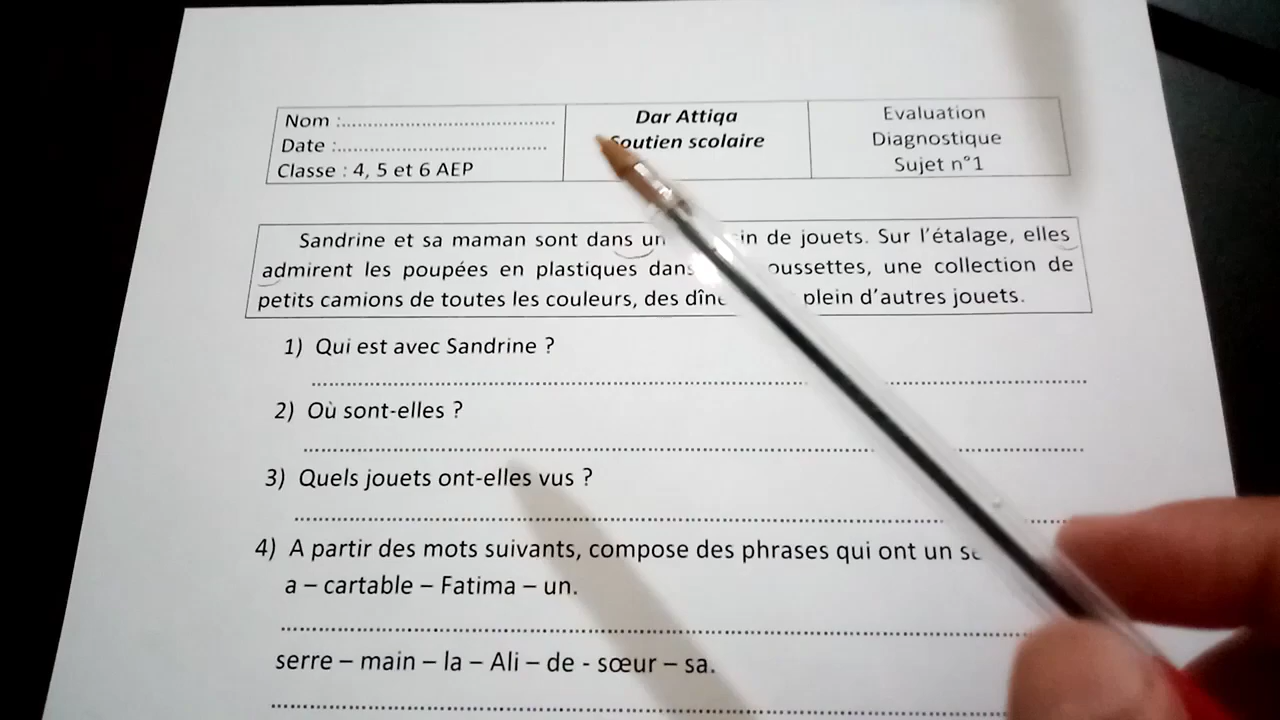 Nom :......................................
Date :......................................
Classe : 4, 5 et 6 AEP
Dar Attiqa
Soutien scolaire
Evaluation
Diagnostique
Sujet n°1
Sandrine et sa maman sont dans un de jouets. Sur l'étalage, elles
admirent les poupées en plastiques dans une collection de
petits camions de toutes les couleurs, des plein d'autres jouets.
1) Qui est avec Sandrine ?
2) Où sont-elles ?
3) Quels jouets ont-elles vus ?
4) A partir des mots suivants, compose des phrases qui ont un
a – cartable – Fatima – un.
serre – main – la – Ali – de - sœur – sa.